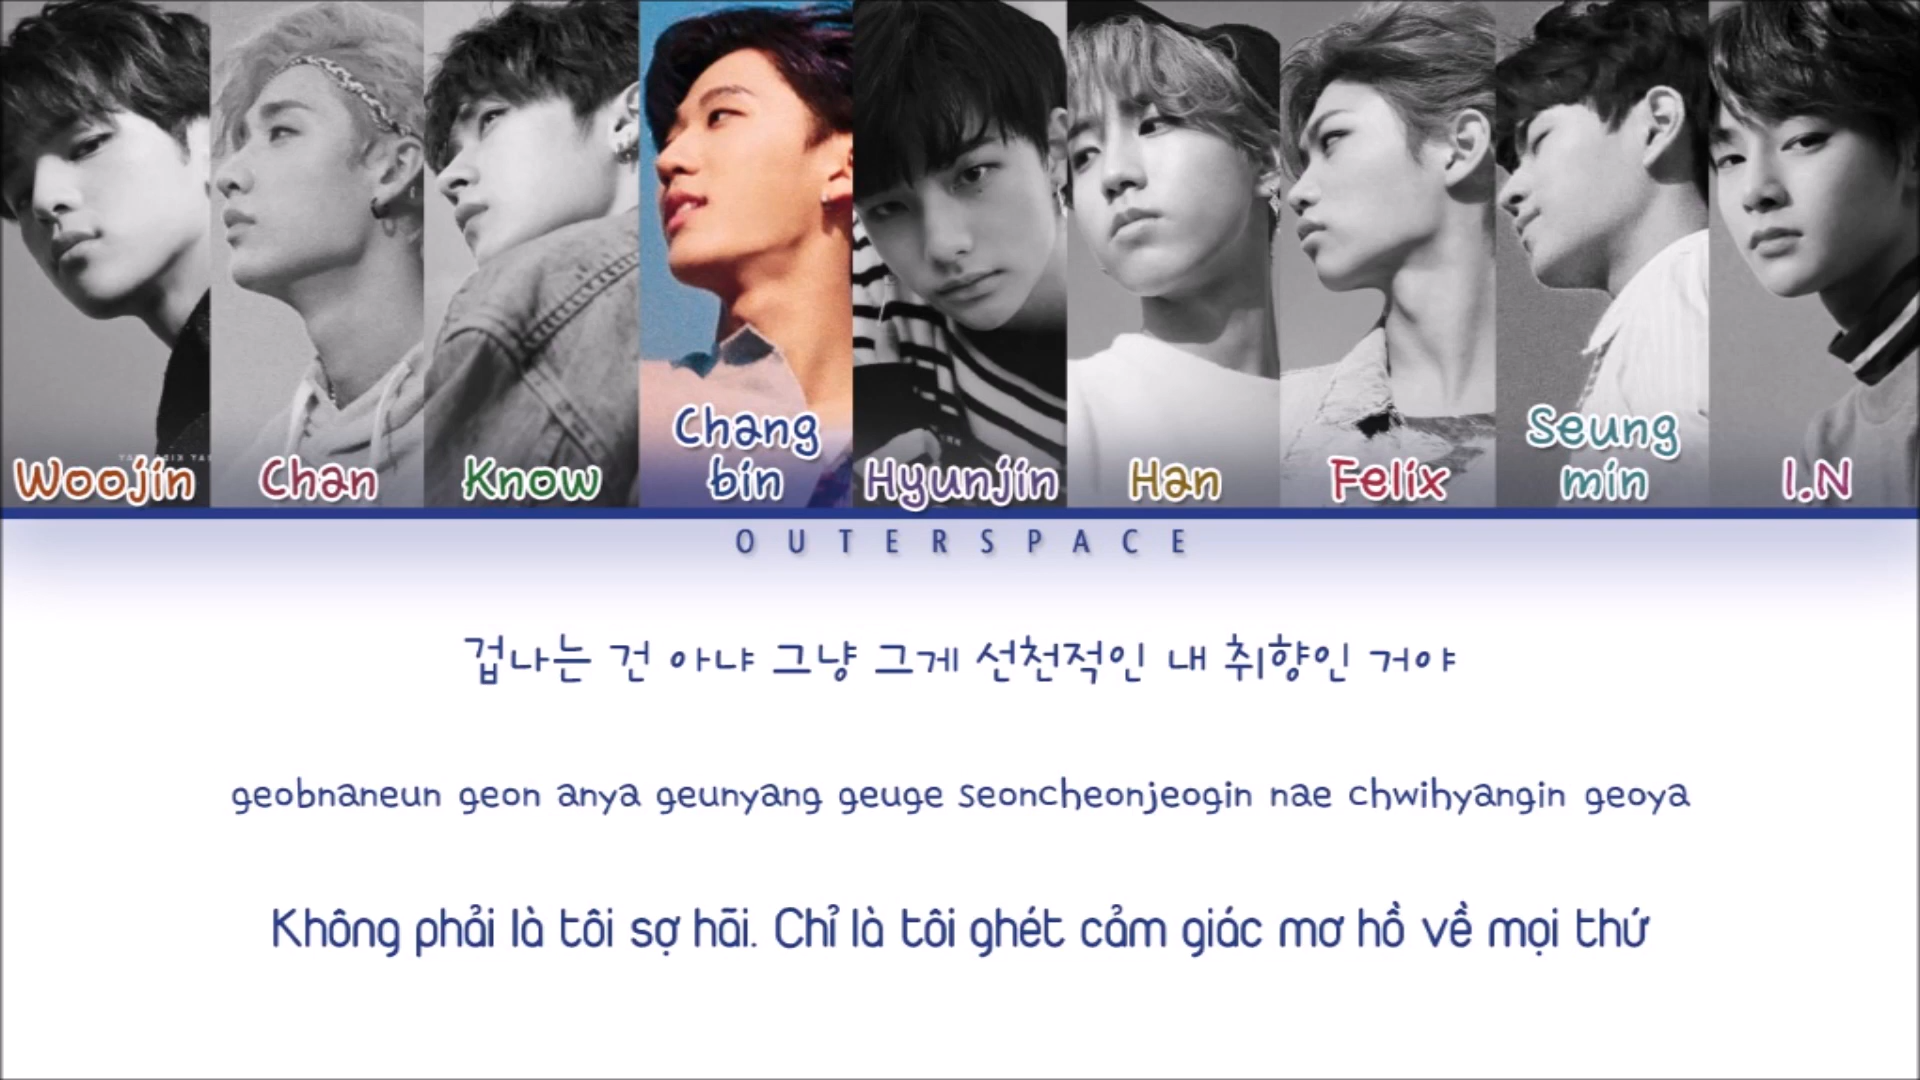 Woojin
Chan
Know
Chang
bin
Hyunjin
Han
Felix
Seung
min
I.N
OUTERSPACE
겁나는 건 아냐 그냥 그게 선천적인 내 취향인 거야
geobnaneun geon anya geunyang geuge seoncheonjeogin nae chwihyangin geoya
Không phải là tôi sợ hãi. Chỉ là tôi ghét cảm giác mơ hồ về mọi thứ